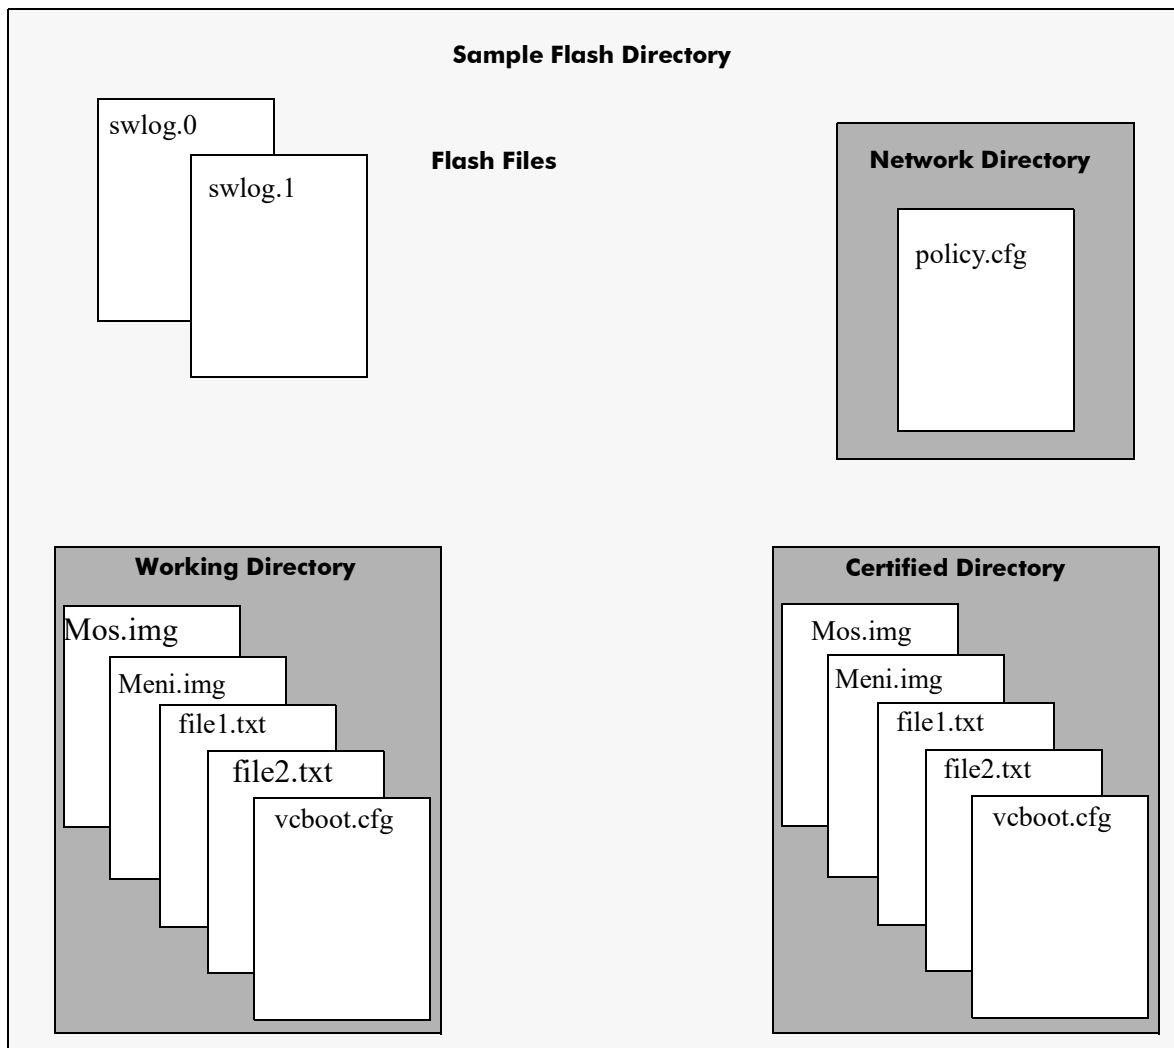 Sample Flash Directory
swlog.0
swlog.1
Flash Files
Network Directory
policy.cfg
Working Directory
Mos.img
Meni.img
file1.txt
file2.txt
vcboot.cfg
Certified Directory
Mos.img
Meni.img
file1.txt
file2.txt
vcboot.cfg